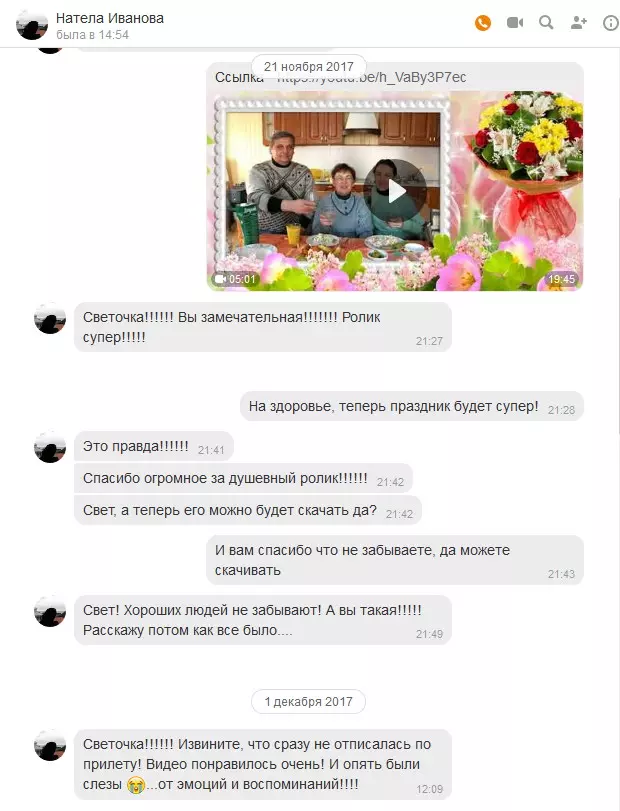 Натела Иванова
была в 14:54
21 ноября 2017
Ссылка https://youtu.be/h_VaBy3P7ec
05:01
19:45
Светочка!!!!!! Вы замечательная!!!!!!! Ролик
супер!!!!!
21:27
На здоровье, теперь праздник будет супер! 21:28
Это правда!!!!!! 21:41
Спасибо огромное за душевный ролик!!!!!! 21:42
Свет, а теперь его можно будет скачать да? 21:42
И вам спасибо что не забываете, да можете
скачивать
21:43
Свет! Хороших людей не забывают! А вы такая!!!!!
Расскажу потом как все было....
21:49
1 декабря 2017
Светочка!!!!!! Извините, что сразу не отписалась по
прилету! Видео понравилось очень! И опять были
слезы 😭...от эмоций и воспоминаний!!!!
12:09